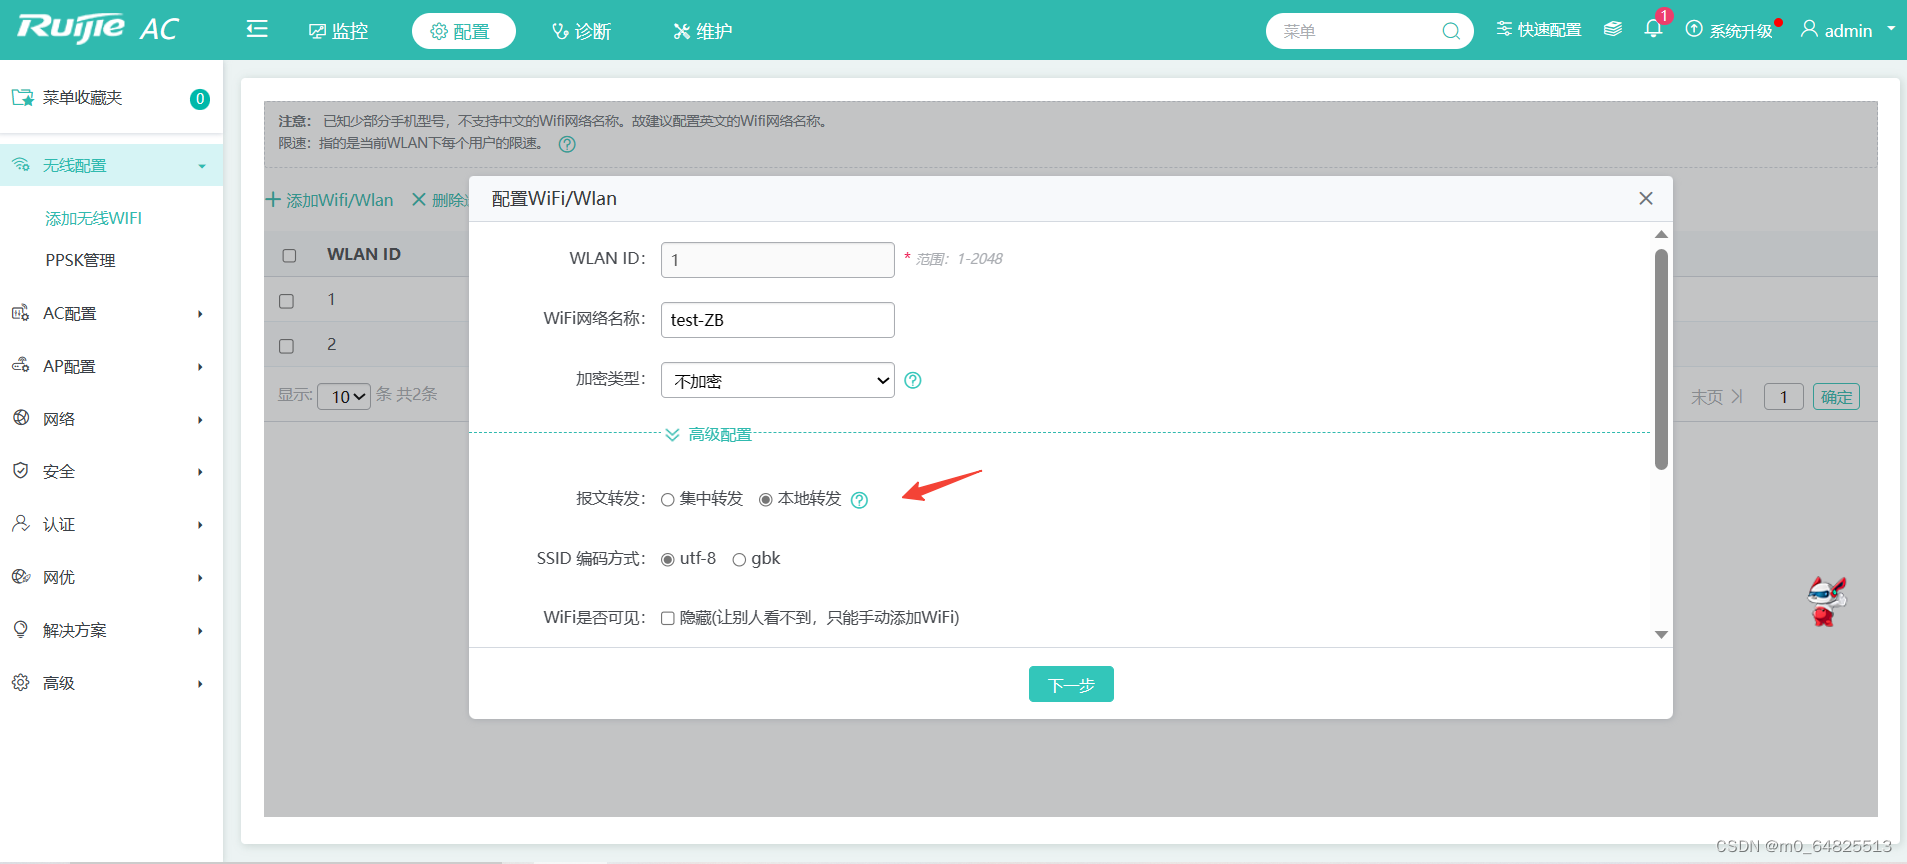 Ruijie AC
监控
配置
诊断
维护
菜单
快速配置
1
系统升级
admin
菜单收藏夹
0
无线配置
添加无线WIFI
PPSK管理
AC配置
AP配置
网络
安全
认证
网优
解决方案
高级
注意： 已知少部分手机型号，不支持中文的Wifi网络名称。故建议配置英文的Wifi网络名称。
限速：指的是当前WLAN下每个用户的限速。
添加Wifi/Wlan
删除
WLAN ID
1
2
显示: 10 条 共2条
末页 1 确定
配置WiFi/Wlan
WLAN ID： 1 * 范围：1-2048
WiFi网络名称： test-ZB
加密类型： 不加密
高级配置
报文转发： 集中转发 本地转发
SSID 编码方式： utf-8 gbk
WiFi是否可见： 隐藏(让别人看不到，只能手动添加WiFi)
下一步
CSDN @m0_64825513